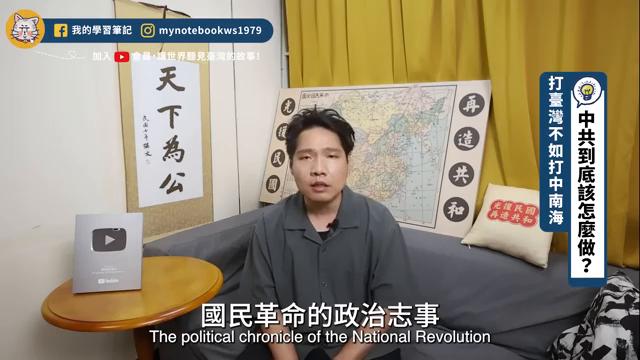 我的學習筆記 mynotebookws1979
加入 會員，讓世界聽見臺灣的故事！
天下為公
再造共和
光復民國
光復民國
再造共和
中共到底該怎麼做？
打臺灣不如打中南海
YouTube
國民革命的政治志事
The political chronicle of the National Revolution